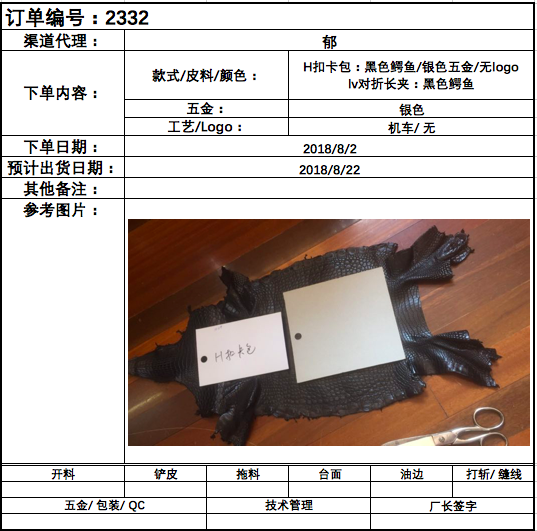 订单编号：2332
渠道代理：
郁
下单内容：
款式/皮料/颜色：
H扣卡包：黑色鳄鱼/银色五金/无logo
lv对折长夹：黑色鳄鱼
五金：
银色
工艺/Logo：
机车/ 无
下单日期：
2018/8/2
预计出货日期：
2018/8/22
其他备注：
参考图片：
H扣卡包
开料
铲皮
拖料
台面
油边
打斩/ 缝线
五金/ 包装/ QC
技术管理
厂长签字